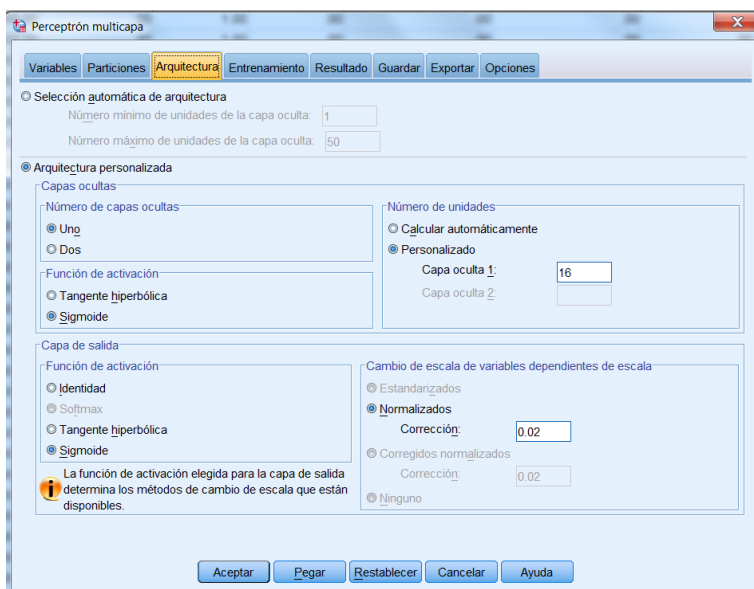 Perceptrón multicapa
Variables Particiones Arquitectura Entrenamiento Resultado Guardar Exportar Opciones
Selección automática de arquitectura
Número mínimo de unidades de la capa oculta: 1
Número máximo de unidades de la capa oculta: 50
Arquitectura personalizada
Capas ocultas
Número de capas ocultas
Uno
Dos
Función de activación
Tangente hiperbólica
Sigmoide
Número de unidades
Calcular automáticamente
Personalizado
Capa oculta 1: 16
Capa oculta 2:
Capa de salida
Función de activación
Identidad
Softmax
Tangente hiperbólica
Sigmoide
La función de activación elegida para la capa de salida
determina los métodos de cambio de escala que están
disponibles.
Cambio de escala de variables dependientes de escala
Estandarizados
Normalizados
Corrección: 0.02
Corregidos normalizados
Corrección: 0.02
Ninguno
Aceptar Pegar Restablecer Cancelar Ayuda